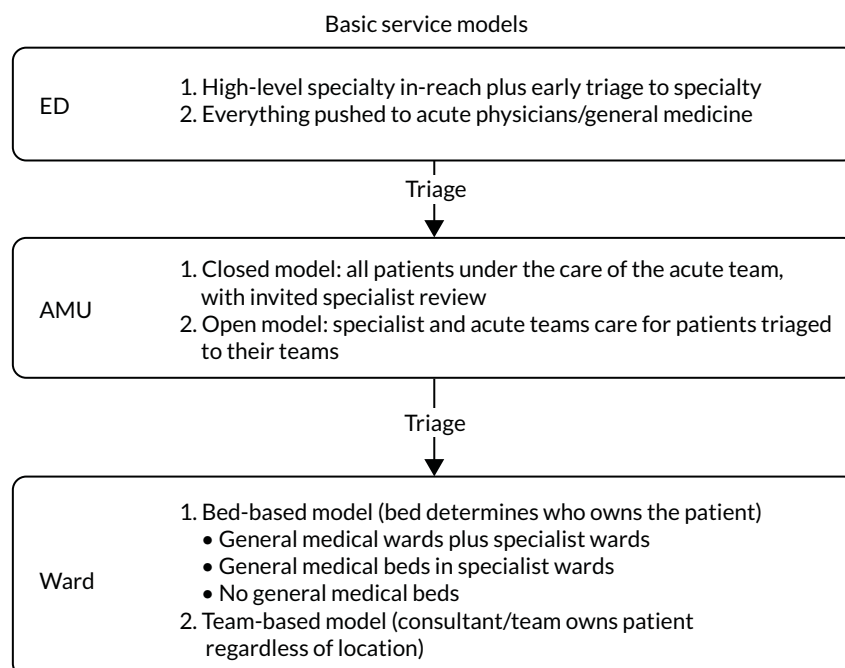 Basic service models
ED
1. High-level specialty in-reach plus early triage to specialty
2. Everything pushed to acute physicians/general medicine
Triage
AMU
1. Closed model: all patients under the care of the acute team,
with invited specialist review
2. Open model: specialist and acute teams care for patients triaged
to their teams
Triage
Ward
1. Bed-based model (bed determines who owns the patient)
• General medical wards plus specialist wards
• General medical beds in specialist wards
• No general medical beds
2. Team-based model (consultant/team owns patient
regardless of location)